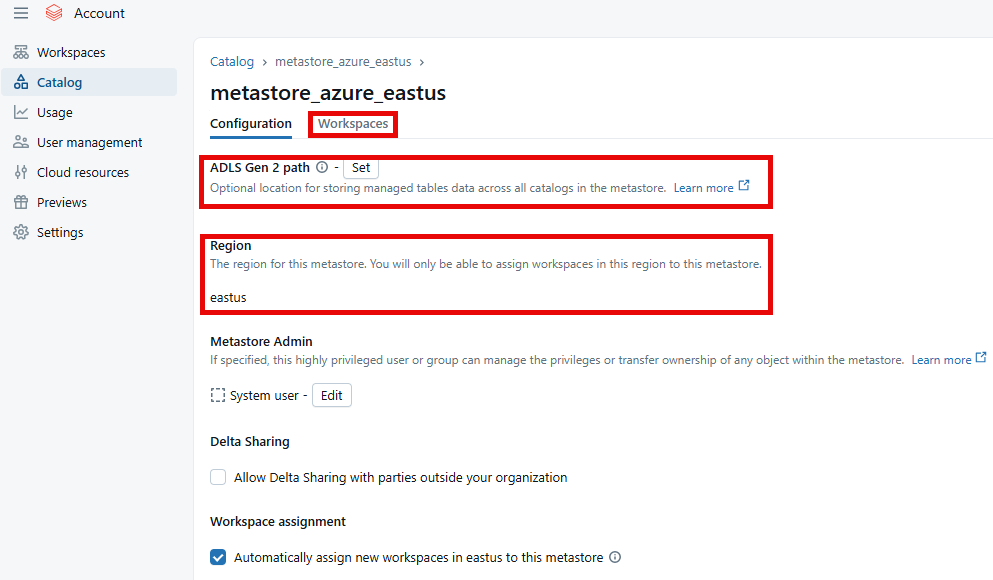 Account
Workspaces
Catalog
Usage
User management
Cloud resources
Previews
Settings
Catalog › metastore_azure_eastus ›
metastore_azure_eastus
Configuration Workspaces
ADLS Gen 2 path - Set
Optional location for storing managed tables data across all catalogs in the metastore. Learn more
Region
The region for this metastore. You will only be able to assign workspaces in this region to this metastore.
eastus
Metastore Admin
If specified, this highly privileged user or group can manage the privileges or transfer ownership of any object within the metastore. Learn more
System user - Edit
Delta Sharing
Allow Delta Sharing with parties outside your organization
Workspace assignment
Automatically assign new workspaces in eastus to this metastore